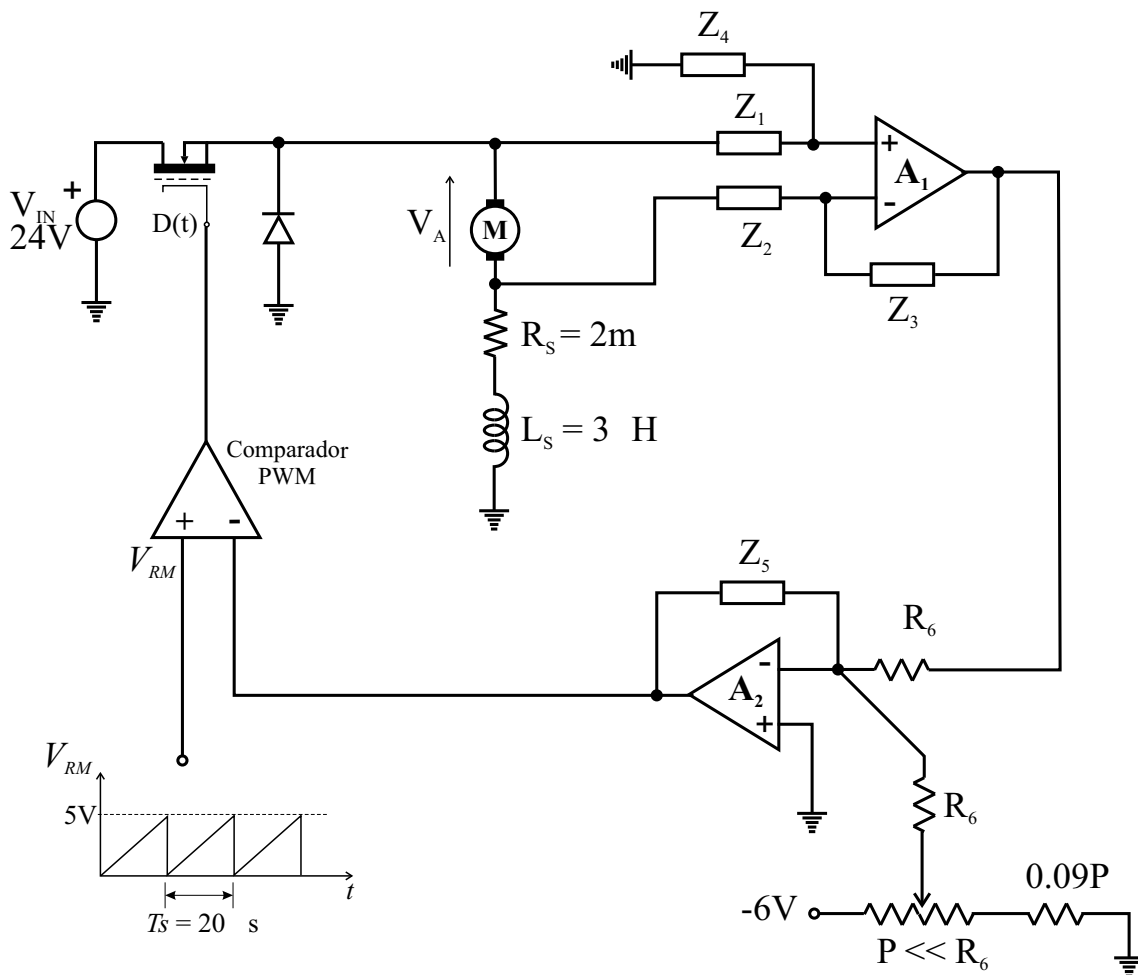 Z4
Z1
+
A1
-
Z2
Z3
VIN
+
24V
D(t)
VA
M
RS = 2m
LS = 3 H
Comparador
PWM
+ -
VRM
Z5
R6
-
A2
+
R6
VRM
5V
t
Ts = 20 s
-6V
0.09P
P << R6